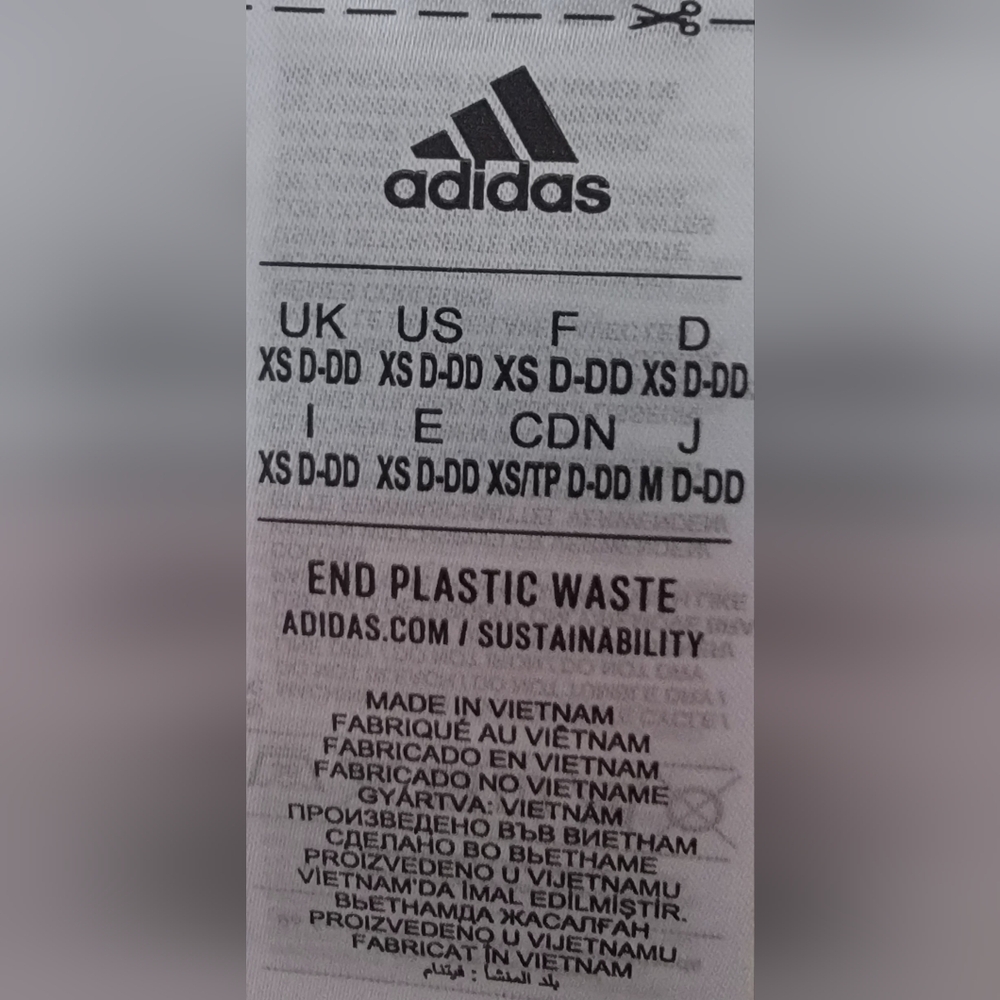 adidas
UK US F D
XS D-DD XS D-DD XS D-DD XS D-DD
I E CDN J
XS D-DD XS D-DD XS/TP D-DD M D-DD
END PLASTIC WASTE
ADIDAS.COM / SUSTAINABILITY
MADE IN VIETNAM
FABRIQUÉ AU VIÊTNAM
FABRICADO EN VIETNAM
FABRICADO NO VIETNAME
GYÁRTVA: VIETNÁM
ПРОИЗВЕДЕНО ВЪВ ВИЕТНАМ
СДЕЛАНО ВО ВЬЕТНАМЕ
PROIZVEDENO U VIJETNAMU
VİETNAM'DA İMAL EDİLMİŞTİR.
ВЬЕТНАМДА ЖАСАЛҒАН
PROIZVEDENO U VIJETNAMU
FABRICAT ÎN VIETNAM
بلد المنشأ : فيتنام